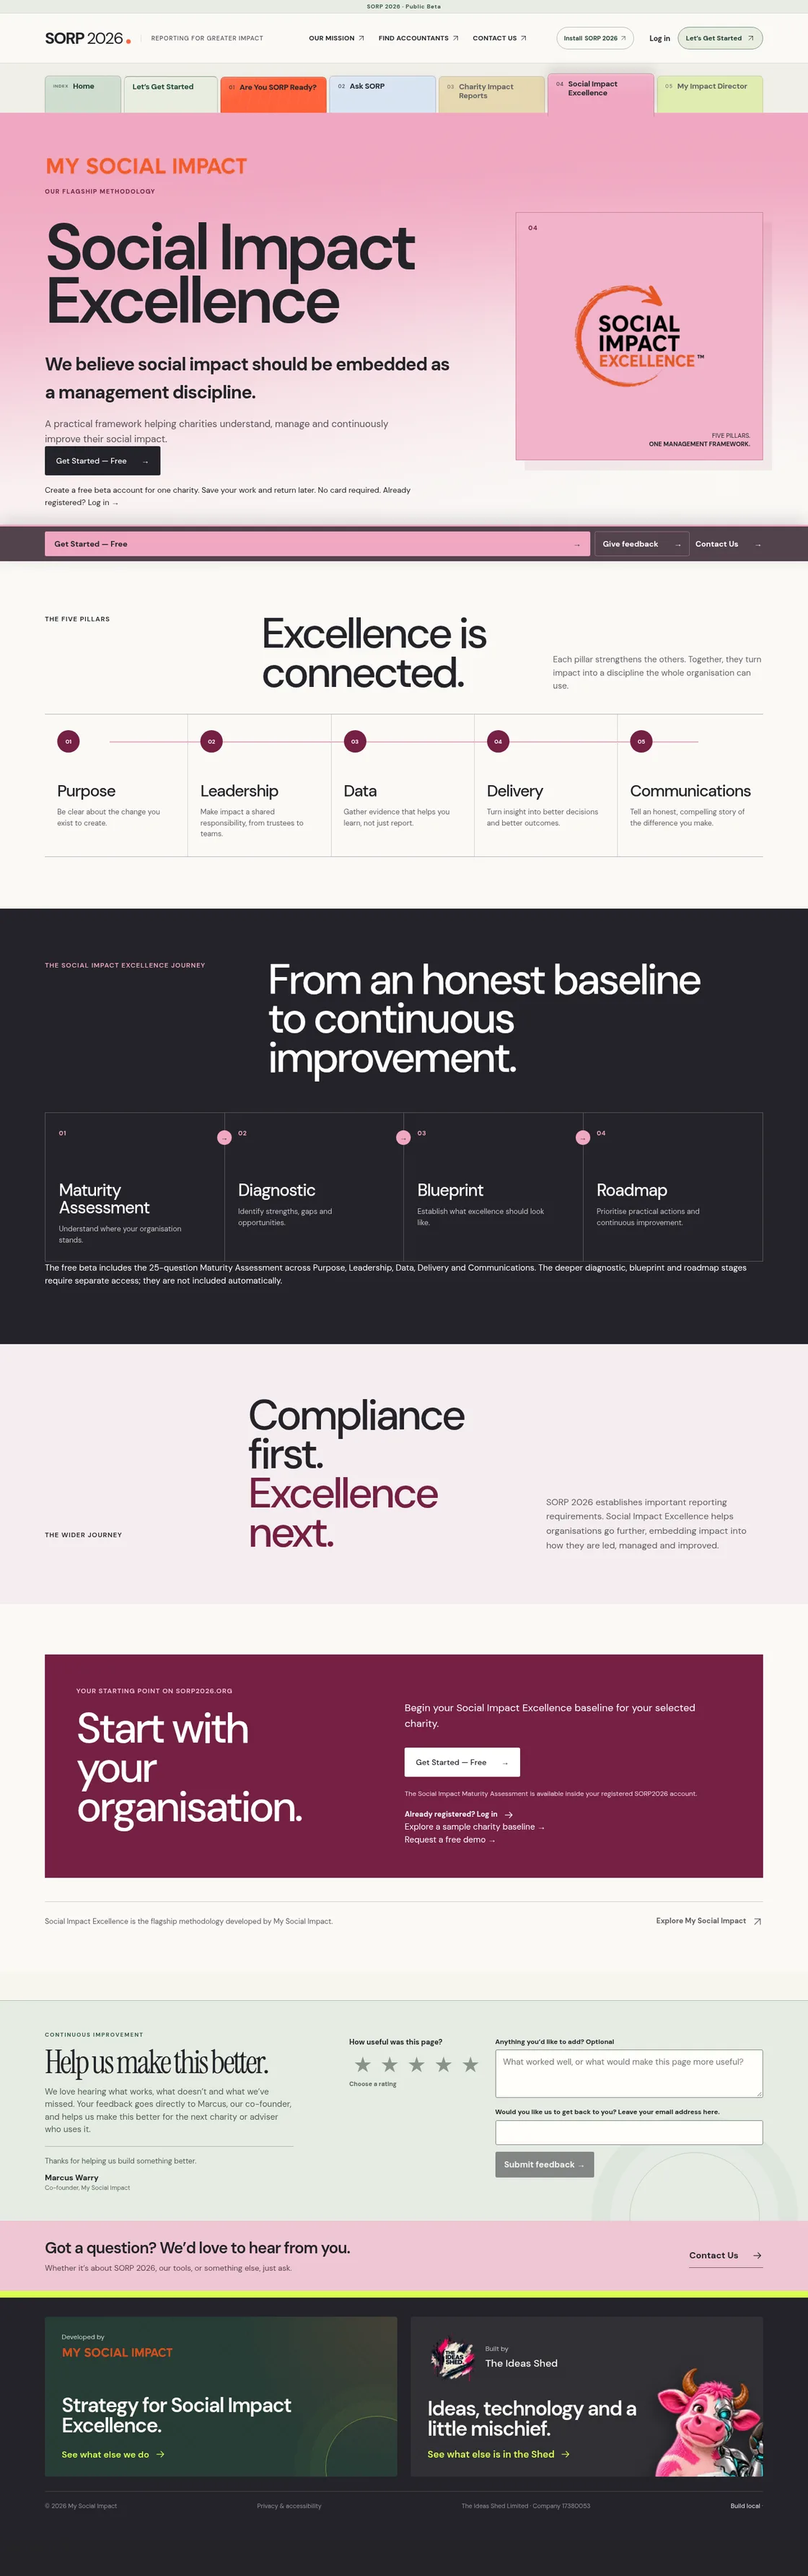 SORP 2026 · Public Beta
SORP 2026
REPORTING FOR GREATER IMPACT
OUR MISSION
FIND ACCOUNTANTS
CONTACT US
Install SORP 2026
Log in
Let's Get Started
INDEX Home
Let's Get Started
01 Are You SORP Ready?
02 Ask SORP
03 Charity Impact
Reports
04 Social Impact
Excellence
05 My Impact Director
MY SOCIAL IMPACT
OUR FLAGSHIP METHODOLOGY
Social Impact
Excellence
We believe social impact should be embedded as
a management discipline.
A practical framework helping charities understand, manage and continuously
improve their social impact.
Get Started — Free →
Create a free beta account for one charity. Save your work and return later. No card required. Already
registered? Log in →
04
SOCIAL
IMPACT
EXCELLENCE™
FIVE PILLARS.
ONE MANAGEMENT FRAMEWORK.
Get Started — Free →
Give feedback →
Contact Us →
THE FIVE PILLARS
Excellence is
connected.
Each pillar strengthens the others. Together, they turn
impact into a discipline the whole organisation can
use.
01
Purpose
Be clear about the change you
exist to create.
02
Leadership
Make impact a shared
responsibility, from trustees to
teams.
03
Data
Gather evidence that helps you
learn, not just report.
04
Delivery
Turn insight into better decisions
and better outcomes.
05
Communications
Tell an honest, compelling story of
the difference you make.
THE SOCIAL IMPACT EXCELLENCE JOURNEY
From an honest baseline
to continuous
improvement.
01
Maturity
Assessment
Understand where your organisation
stands.
→
02
Diagnostic
Identify strengths, gaps and
opportunities.
→
03
Blueprint
Establish what excellence should look
like.
→
04
Roadmap
Prioritise practical actions and
continuous improvement.
The free beta includes the 25-question Maturity Assessment across Purpose, Leadership, Data, Delivery and Communications. The deeper diagnostic, blueprint and roadmap stages
require separate access; they are not included automatically.
THE WIDER JOURNEY
Compliance
first.
Excellence
next.
SORP 2026 establishes important reporting
requirements. Social Impact Excellence helps
organisations go further, embedding impact into
how they are led, managed and improved.
YOUR STARTING POINT ON SORP2026.ORG
Start with
your
organisation.
Begin your Social Impact Excellence baseline for your selected
charity.
Get Started — Free →
The Social Impact Maturity Assessment is available inside your registered SORP2026 account.
Already registered? Log in →
Explore a sample charity baseline →
Request a free demo →
Social Impact Excellence is the flagship methodology developed by My Social Impact.
Explore My Social Impact
CONTINUOUS IMPROVEMENT
Help us make this better.
We love hearing what works, what doesn't and what we've
missed. Your feedback goes directly to Marcus, our co-founder,
and helps us make this better for the next charity or adviser
who uses it.
Thanks for helping us build something better.
Marcus Warry
Co-founder, My Social Impact
How useful was this page?
★ ★ ★ ★ ★
Choose a rating
Anything you'd like to add? Optional
What worked well, or what would make this page more useful?
Would you like us to get back to you? Leave your email address here.
Submit feedback →
Got a question? We'd love to hear from you.
Whether it's about SORP 2026, our tools, or something else, just ask.
Contact Us →
Developed by
MY SOCIAL IMPACT
Strategy for Social Impact
Excellence.
See what else we do →
THE
IDEAS
SHED
Built by
The Ideas Shed
Ideas, technology and a
little mischief.
See what else is in the Shed →
© 2026 My Social Impact
Privacy & accessibility
The Ideas Shed Limited · Company 17380053
Build local